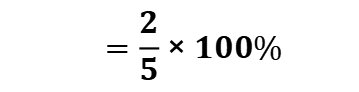 = 2/5 × 100%